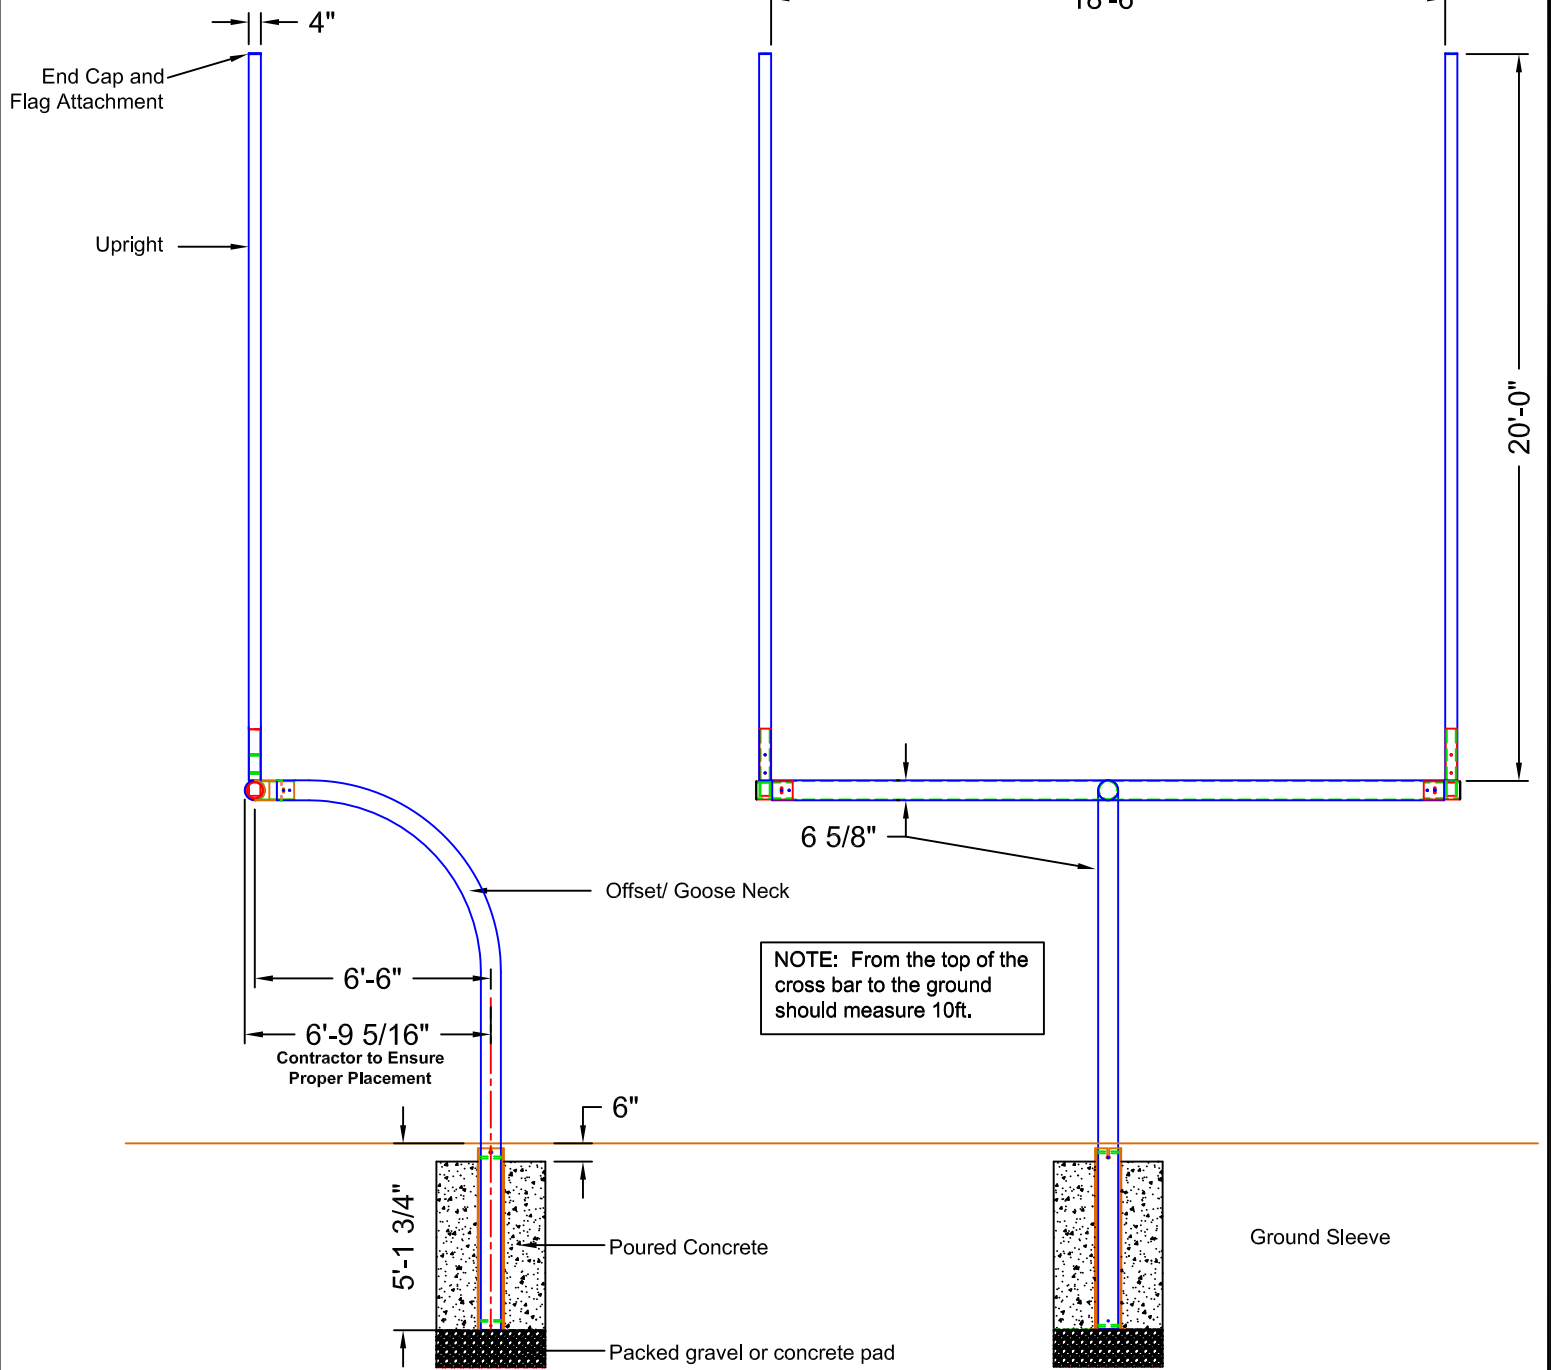 4"
End Cap and
Flag Attachment
Upright
20'-0"
6 5/8"
Offset/ Goose Neck
NOTE: From the top of the
cross bar to the ground
should measure 10ft.
6'-6"
6'-9 5/16"
Contractor to Ensure
Proper Placement
6"
5'-1 3/4"
Poured Concrete
Ground Sleeve
Packed gravel or concrete pad